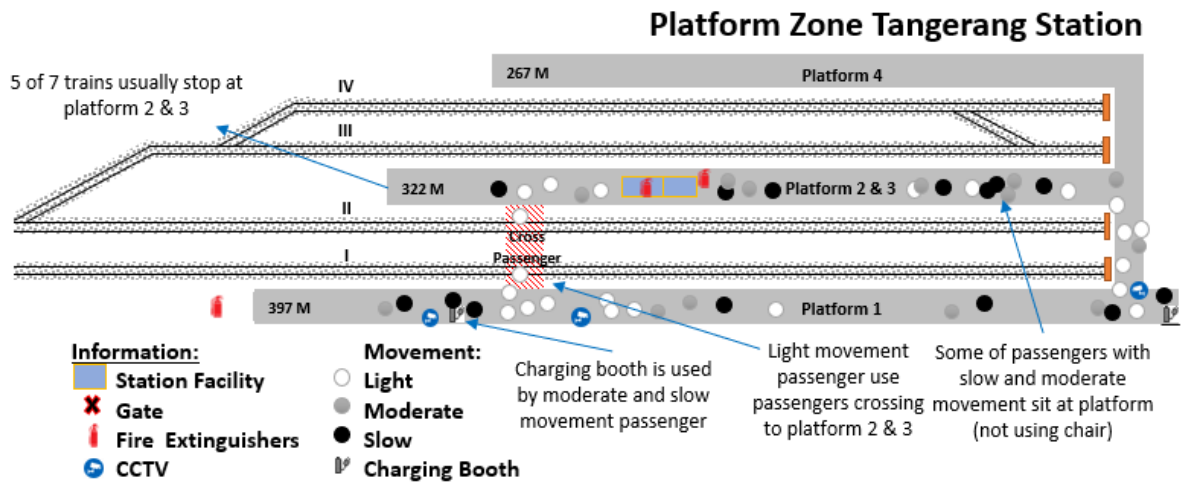 Platform Zone Tangerang Station
5 of 7 trains usually stop at
platform 2 & 3
267 M
Platform 4
IV
III
322 M
Platform 2 & 3
II
Cross
Passenger
I
397 M
Platform 1
Information:
Station Facility
Gate
Fire Extinguishers
CCTV
Movement:
Light
Moderate
Slow
Charging Booth
Charging booth is used
by moderate and slow
movement passenger
Light movement
passenger use
passengers crossing
to platform 2 & 3
Some of passengers with
slow and moderate
movement sit at platform
(not using chair)